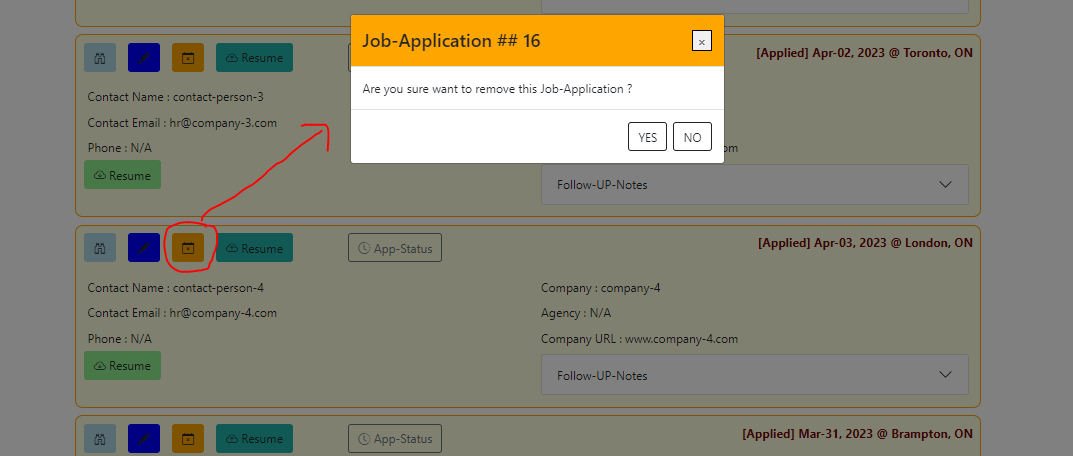 Job-Application ## 16
×
Are you sure want to remove this Job-Application ?
YES NO
Resume
[Applied] Apr-02, 2023 @ Toronto, ON
Contact Name : contact-person-3
Contact Email : hr@company-3.com
Phone : N/A
om
Resume
Follow-UP-Notes
Resume
App-Status
[Applied] Apr-03, 2023 @ London, ON
Contact Name : contact-person-4
Company : company-4
Contact Email : hr@company-4.com
Agency : N/A
Phone : N/A
Company URL : www.company-4.com
Resume
Follow-UP-Notes
Resume
App-Status
[Applied] Mar-31, 2023 @ Brampton, ON